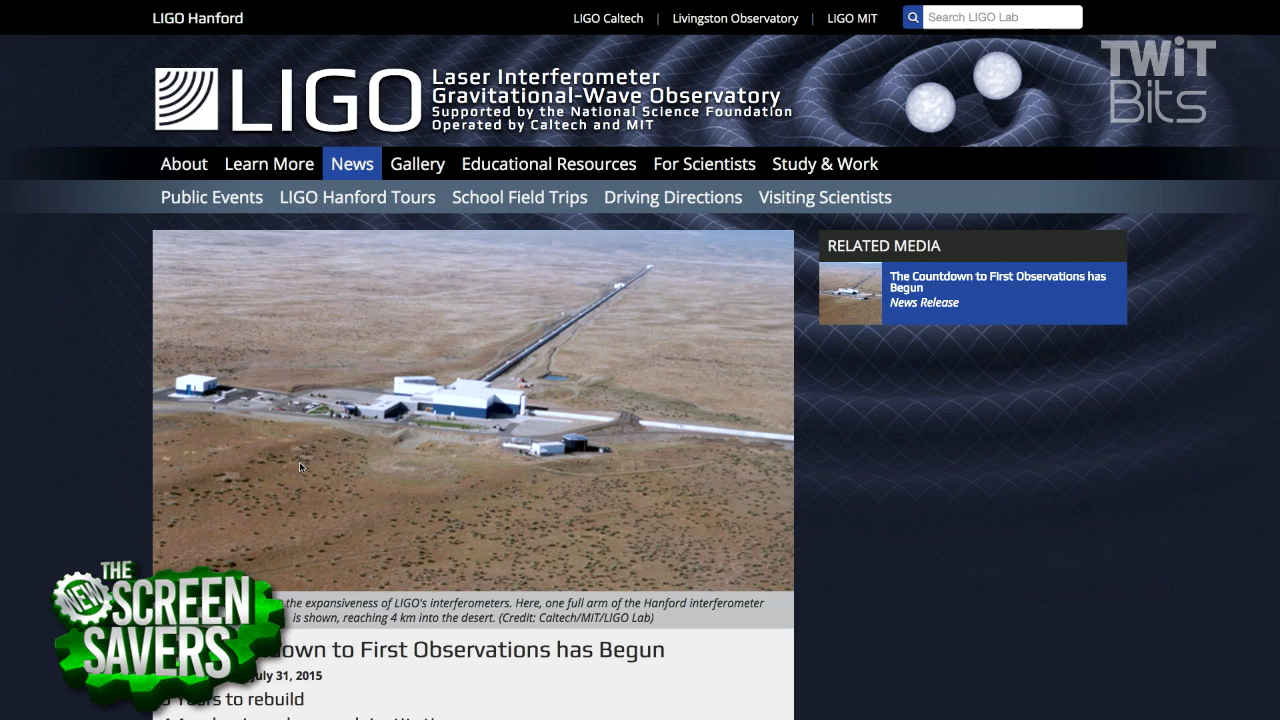 LIGO Hanford
LIGO Caltech | Livingston Observatory | LIGO MIT
Search LIGO Lab
TWiT
Bits
LIGO
Laser Interferometer
Gravitational-Wave Observatory
Supported by the National Science Foundation
Operated by Caltech and MIT
About Learn More News Gallery Educational Resources For Scientists Study & Work
Public Events LIGO Hanford Tours School Field Trips Driving Directions Visiting Scientists
RELATED MEDIA
The Countdown to First Observations has
Begun
News Release
the expansiveness of LIGO's interferometers. Here, one full arm of the Hanford interferometer
is shown, reaching 4 km into the desert. (Credit: Caltech/MIT/LIGO Lab)
THE
NEW
SCREEN
SAVERS
to First Observations has Begun
July 31, 2015
to rebuild